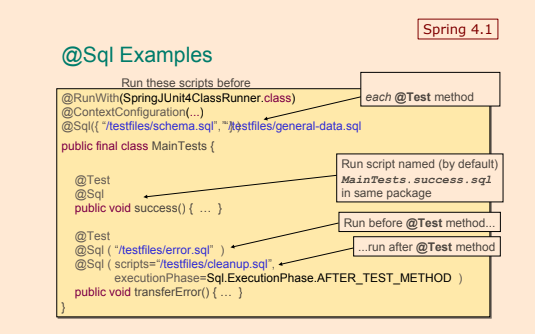 Spring 4.1
@Sql Examples
Run these scripts before
each @Test method
@RunWith(SpringJUnit4ClassRunner.class)
@ContextConfiguration(...)
@Sql({ “/testfiles/schema.sql”, “/testfiles/general-data.sql” })
public final class MainTests {
Run script named (by default)
MainTests.success.sql
in same package
@Test
@Sql
public void success() { … }
Run before @Test method...
@Test
@Sql ( “/testfiles/error.sql” )
...run after @Test method
@Sql ( scripts=“/testfiles/cleanup.sql”,
executionPhase=Sql.ExecutionPhase.AFTER_TEST_METHOD )
public void transferError() { … }
}